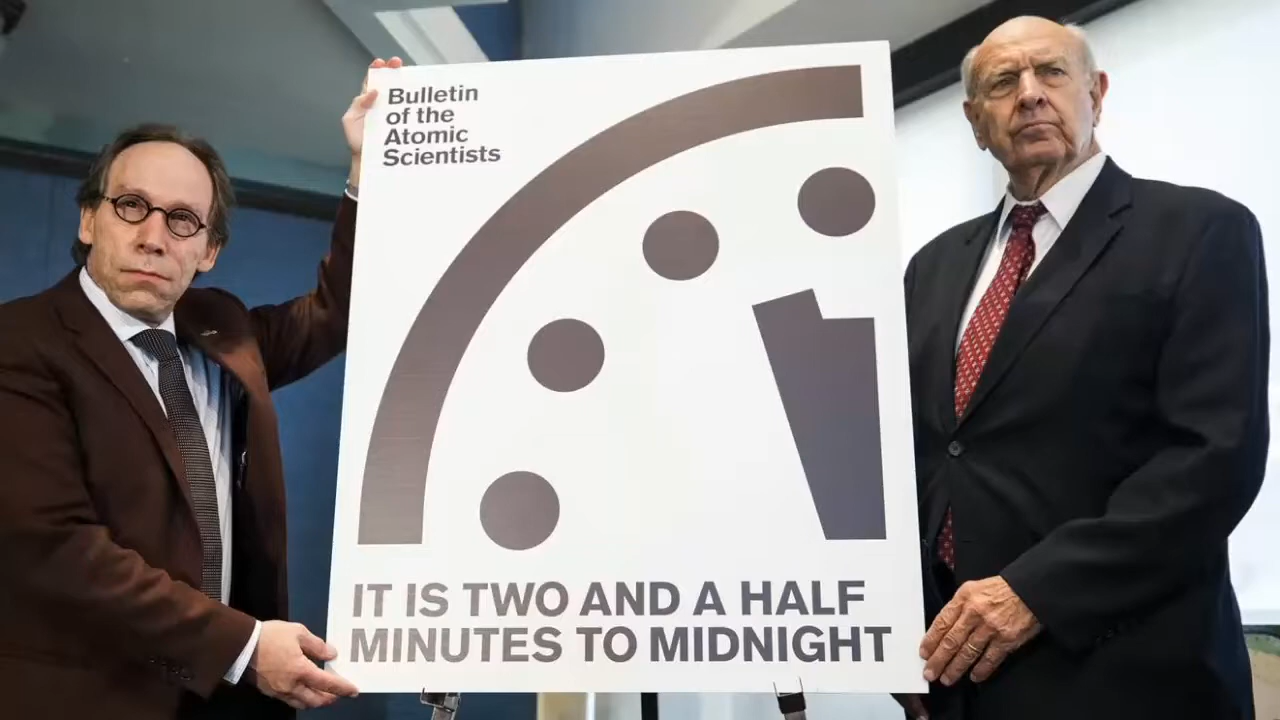 Bulletin
of the
Atomic
Scientists
IT IS TWO AND A HALF
MINUTES TO MIDNIGHT